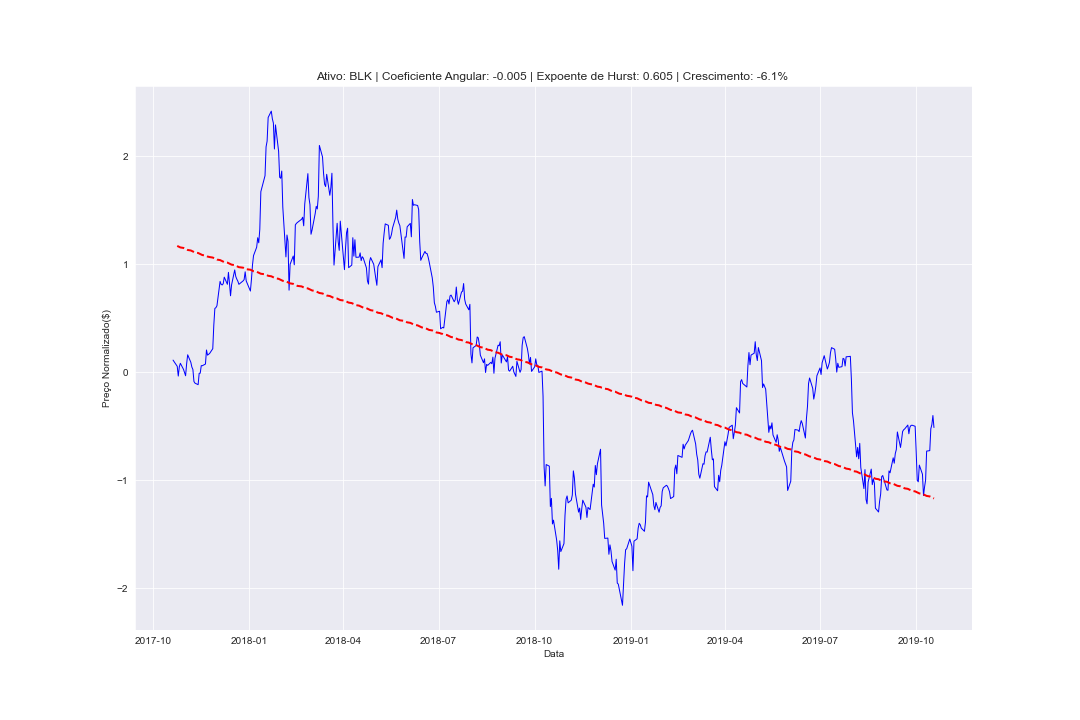 Ativo: BLK | Coeficiente Angular: -0.005 | Expoente de Hurst: 0.605 | Crescimento: -6.1%
Preço Normalizado($)
2
1
0
−1
−2
2017-10 2018-01 2018-04 2018-07 2018-10 2019-01 2019-04 2019-07 2019-10
Data